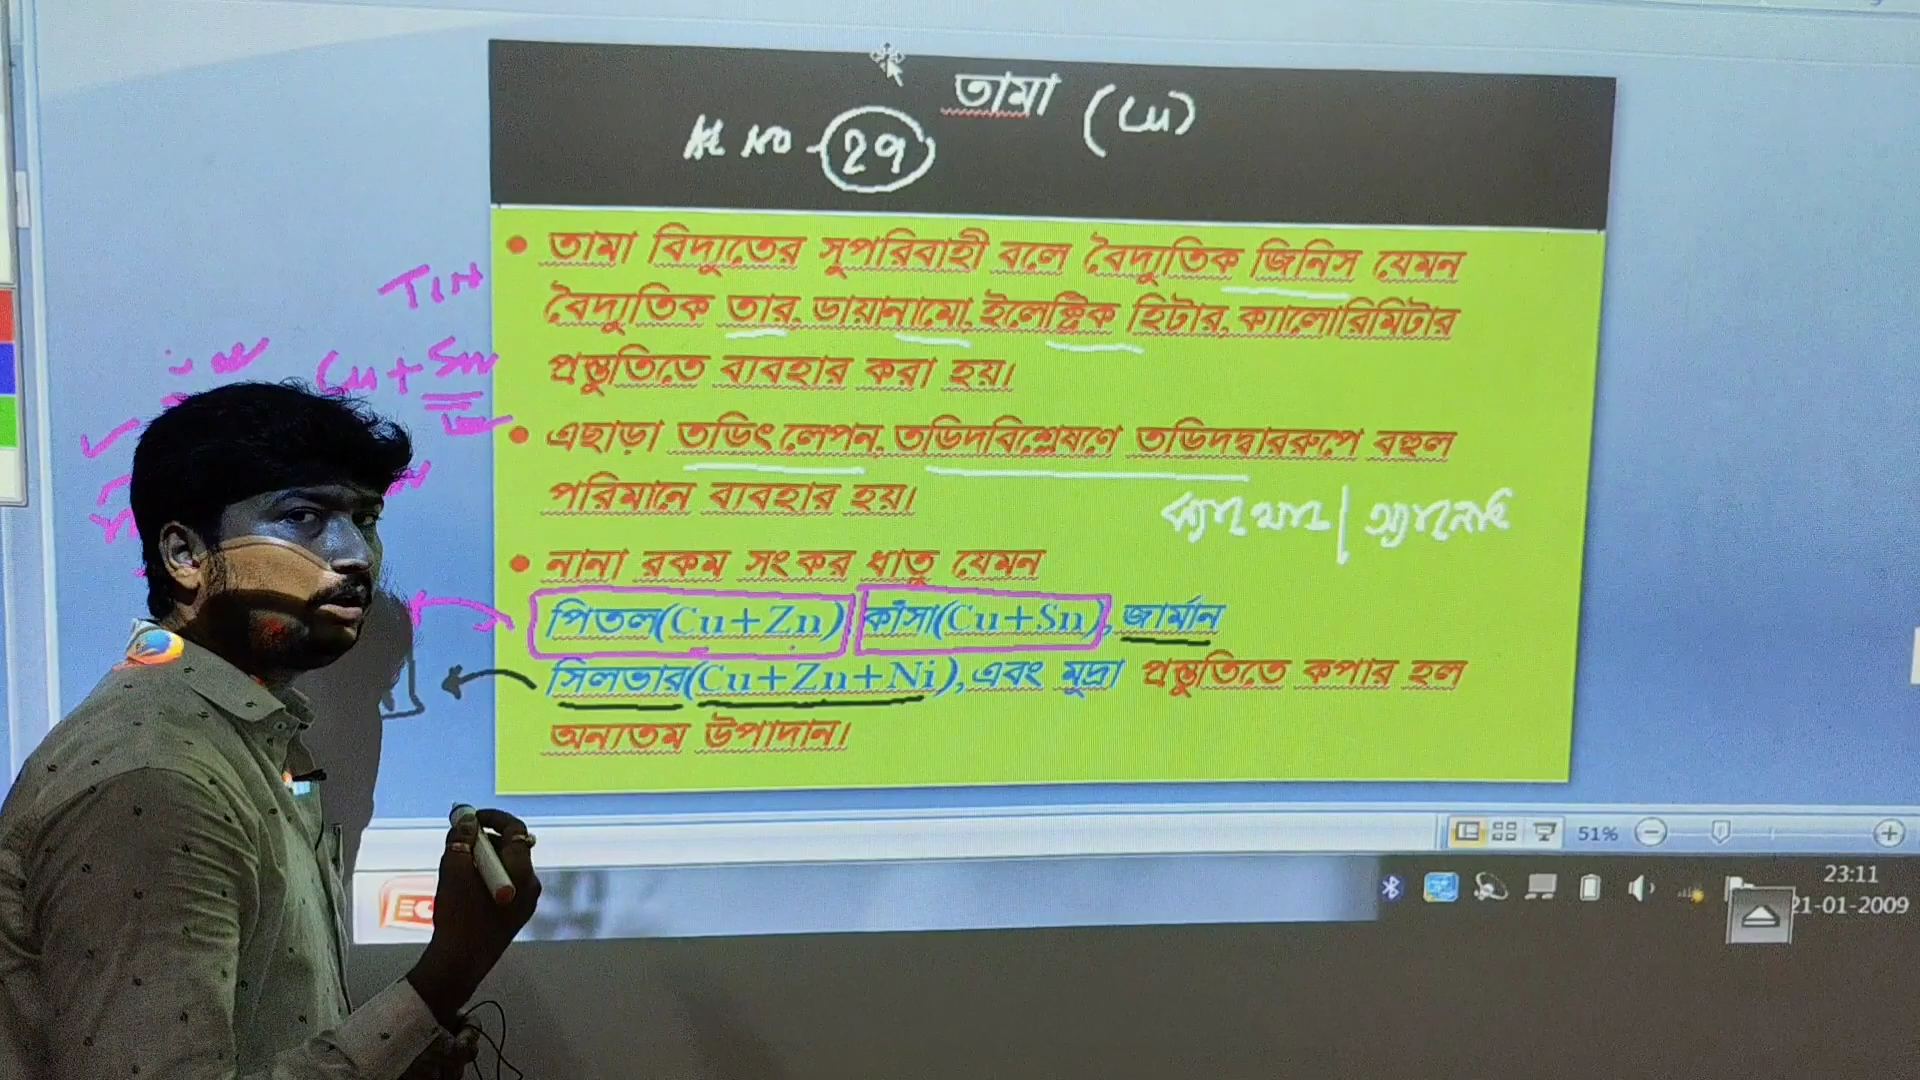 তামা (Cu)
At No - 29
• তামা বিদ্যুতের সুপরিবাহী বলে বৈদ্যুতিক জিনিস যেমন
বৈদ্যুতিক তার, ডায়ানামো, ইলেক্ট্রিক হিটার, ক্যালোরিমিটার
প্রস্তুতিতে ব্যবহার করা হয়।
TIN
Cu + Sn
• এছাড়া তড়িৎ লেপন, তড়িদবিশ্লেষণে তড়িদদ্বাররুপে বহুল
পরিমানে ব্যবহার হয়।
অ্যানোড
• নানা রকম সংকর ধাতু যেমন
পিতল(Cu+Zn) কাঁসা(Cu+Sn), জার্মান
সিলভার(Cu+Zn+Ni), এবং মুদ্রা প্রস্তুতিতে কপার হল
অন্যতম উপাদান।
51%
23:11
21-01-2009